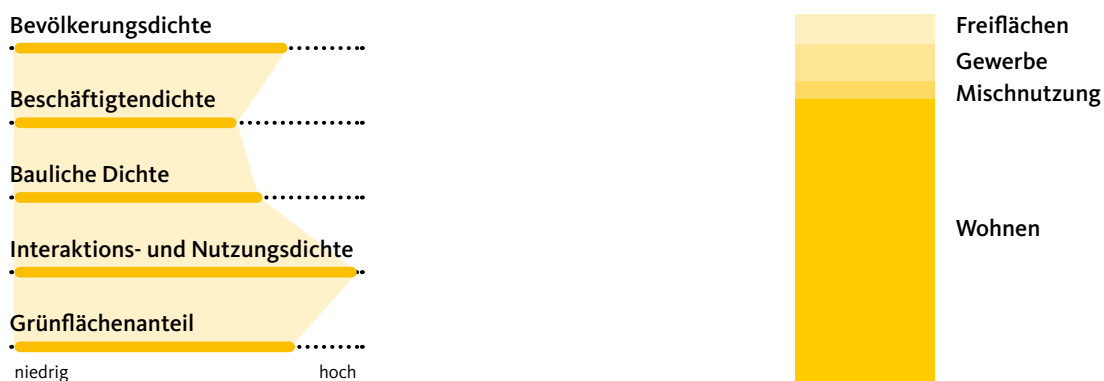 Bevölkerungsdichte
Beschäftigtendichte
Bauliche Dichte
Interaktions- und Nutzungsdichte
Grünflächenanteil
niedrig
hoch
Freiflächen
Gewerbe
Mischnutzung
Wohnen